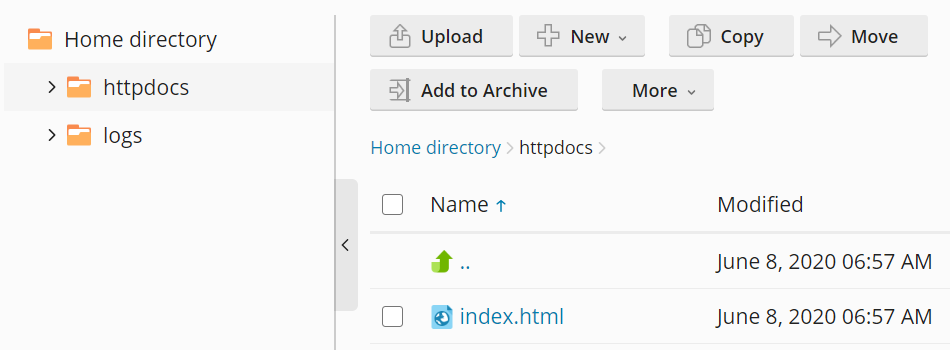 Home directory
httpdocs
logs
Upload New Copy Move
Add to Archive More
Home directory httpdocs
Name Modified
.. June 8, 2020 06:57 AM
index.html June 8, 2020 06:57 AM